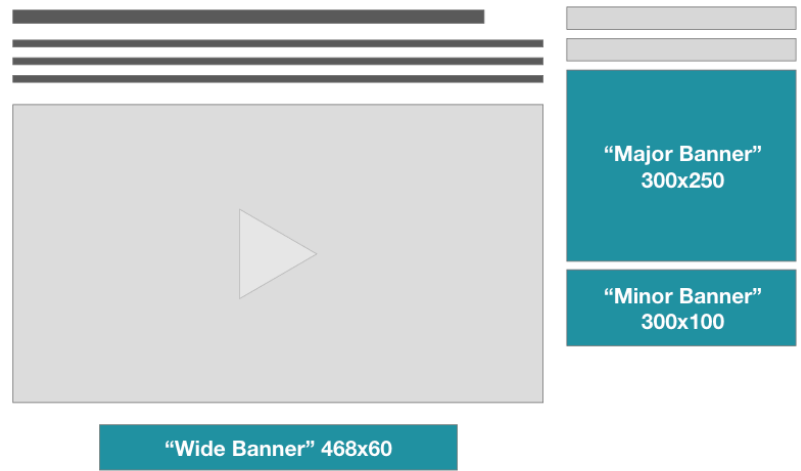 “Major Banner”
300x250
“Minor Banner”
300x100
“Wide Banner” 468x60